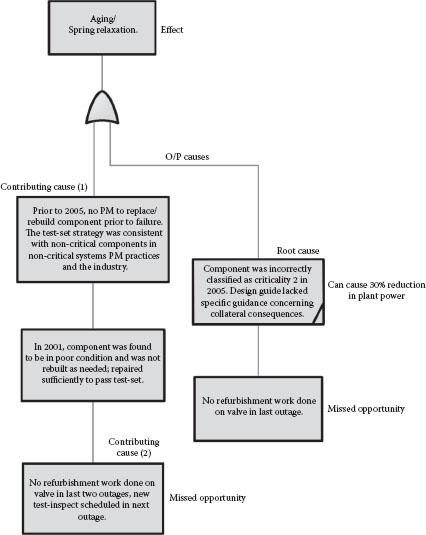 Aging/
Spring relaxation.
Effect
O/P causes
Contributing cause (1)
Prior to 2005, no PM to replace/
rebuild component prior to failure.
The test-set strategy was consistent
with non-critical components in
non-critical systems PM practices
and the industry.
Root cause
Component was incorrectly
classified as criticality 2 in
2005. Design guide lacked
specific guidance concerning
collateral consequences.
Can cause 30% reduction
in plant power
In 2001, component was found
to be in poor condition and was not
rebuilt as needed; repaired
sufficiently to pass test-set.
No refurbishment work done
on valve in last outage.
Missed opportunity
Contributing
cause (2)
No refurbishment work done on
valve in last two outages, new
test-inspect scheduled in next
outage.
Missed opportunity